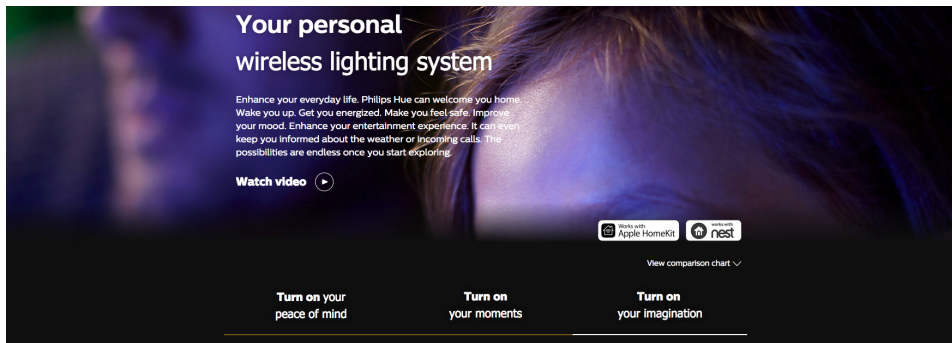 Your personal
wireless lighting system
Enhance your everyday life. Philips Hue can welcome you home.
Wake you up. Get you energized. Make you feel safe. Improve
your mood. Enhance your entertainment experience. It can even
keep you informed about the weather or incoming calls. The
possibilities are endless once you start exploring.
Watch video
Works with
Apple HomeKit
works with
nest
View comparison chart
Turn on your
peace of mind
Turn on
your moments
Turn on
your imagination